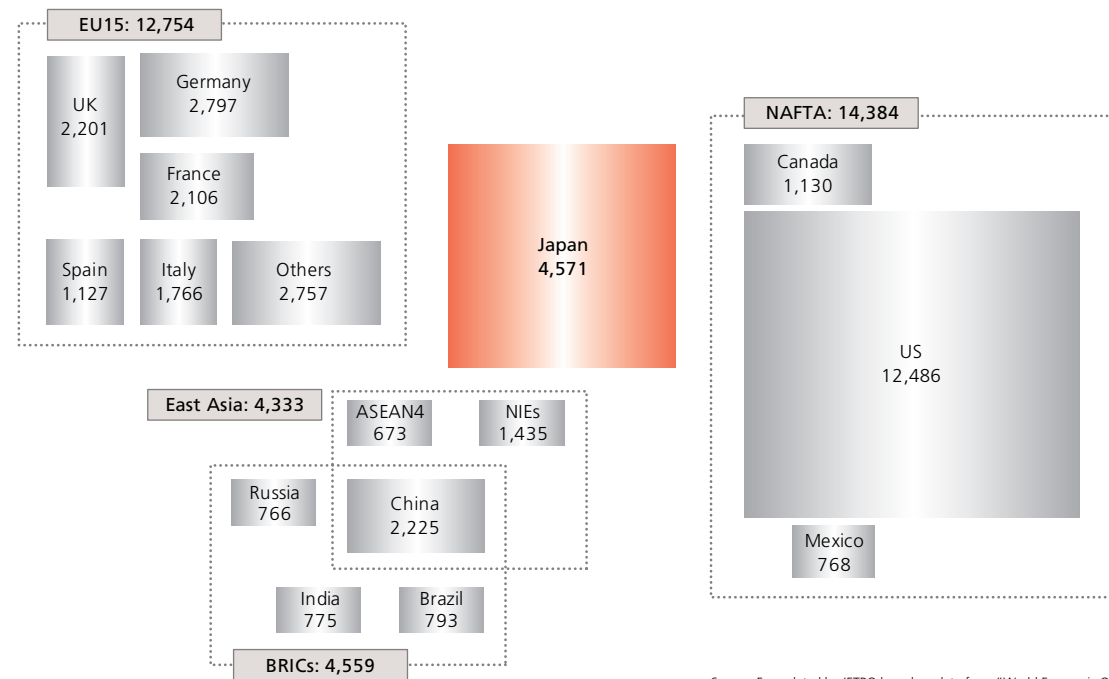 EU15: 12,754
UK
2,201
Germany
2,797
France
2,106
Spain
1,127
Italy
1,766
Others
2,757
Japan
4,571
NAFTA: 14,384
Canada
1,130
US
12,486
Mexico
768
East Asia: 4,333
ASEAN4
673
NIEs
1,435
Russia
766
China
2,225
India
775
Brazil
793
BRICs: 4,559